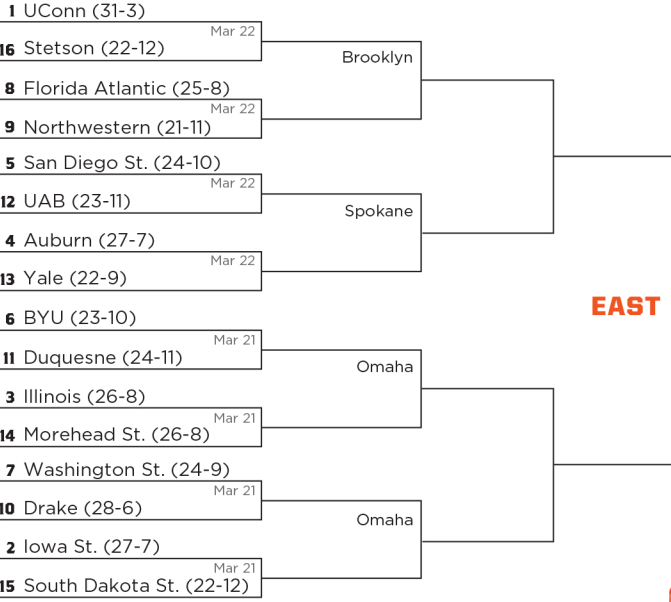 1 UConn (31-3)
Mar 22
16 Stetson (22-12)
Brooklyn
8 Florida Atlantic (25-8)
Mar 22
9 Northwestern (21-11)
5 San Diego St. (24-10)
Mar 22
12 UAB (23-11)
Spokane
4 Auburn (27-7)
Mar 22
13 Yale (22-9)
EAST
6 BYU (23-10)
Mar 21
11 Duquesne (24-11)
Omaha
3 Illinois (26-8)
Mar 21
14 Morehead St. (26-8)
7 Washington St. (24-9)
Mar 21
10 Drake (28-6)
Omaha
2 Iowa St. (27-7)
Mar 21
15 South Dakota St. (22-12)